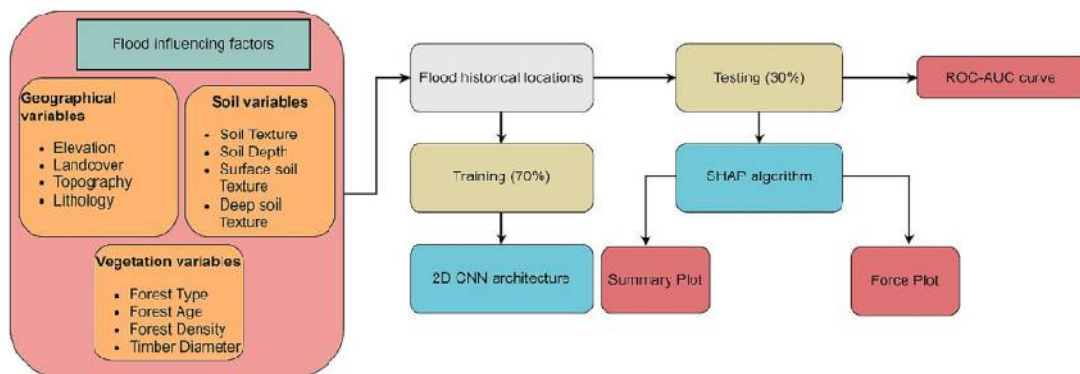 Flood influencing factors
Geographical
variables
• Elevation
• Landcover
• Topography
• Lithology
Soil variables
• Soil Texture
• Soil Depth
• Surface soil
Texture
• Deep soil
Texture
Vegetation variables
• Forest Type
• Forest Age
• Forest Density
• Timber Diameter
Flood historical locations
Testing (30%)
ROC-AUC curve
Training (70%)
SHAP algorithm
2D CNN architecture
Summary Plot
Force Plot